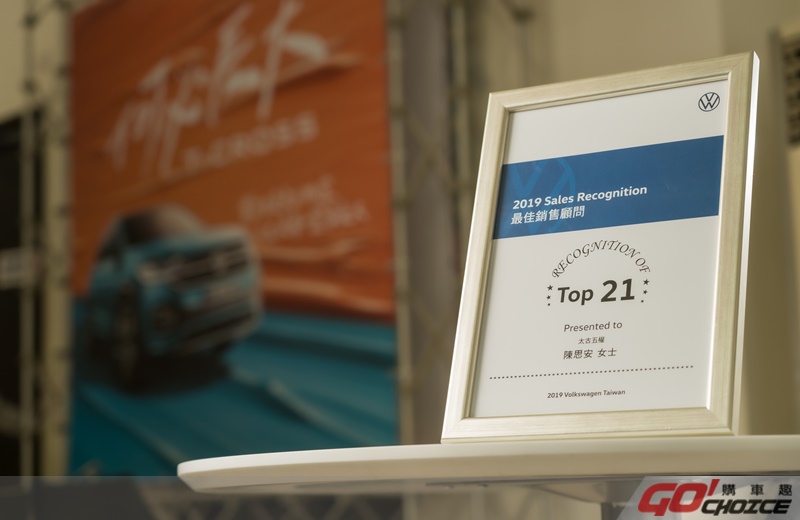 T-CROSS
2019 Sales Recognition
最佳銷售顧問
RECOGNITION OF
Top 21
Presented to
太古五權
陳思安 女士
2019 Volkswagen Taiwan
GO!購車趣
CHOICE